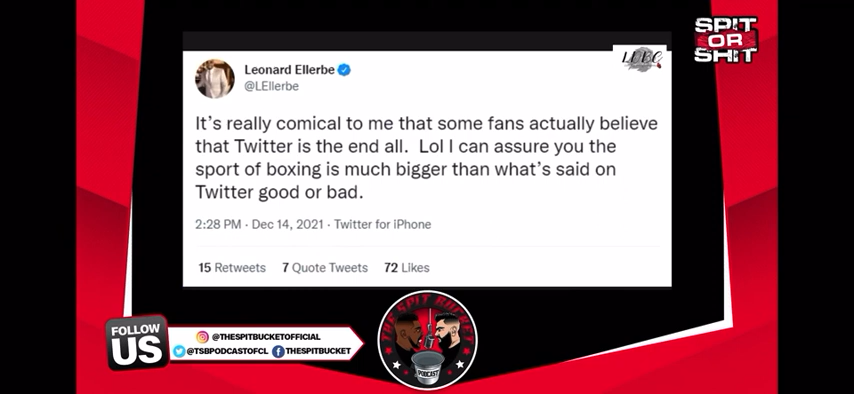 SPIT
OR
SHIT
LDBC
Leonard Ellerbe
@LEllerbe
It's really comical to me that some fans actually believe
that Twitter is the end all. Lol I can assure you the
sport of boxing is much bigger than what's said on
Twitter good or bad.
2:28 PM · Dec 14, 2021 · Twitter for iPhone
15 Retweets 7 Quote Tweets 72 Likes
FOLLOW
US
@THESPITBUCKETOFFICIAL
@TSBPODCASTOFCL THESPITBUCKET
THE SPIT BUCKET
PODCAST